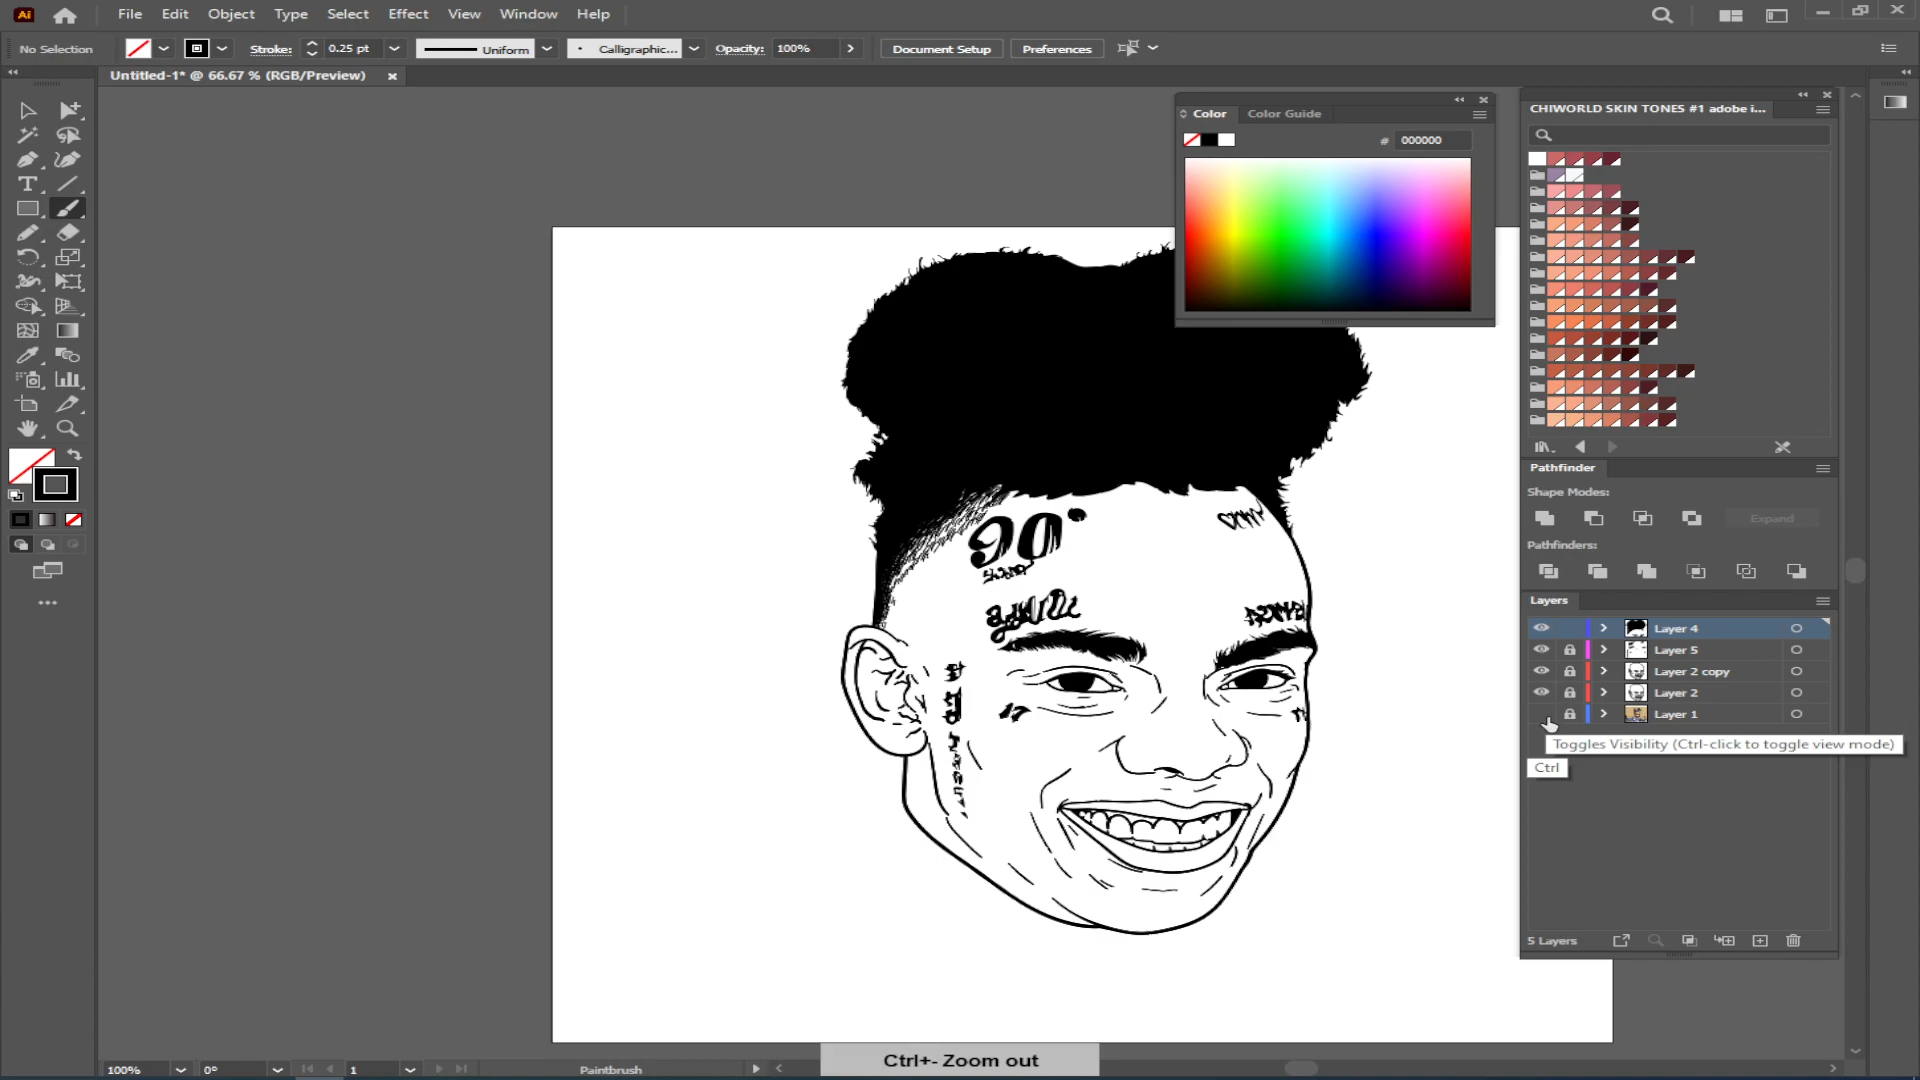 Ai File Edit Object Type Select Effect View Window Help
No Selection Stroke: 0.25 pt Uniform Calligraphic... Opacity: 100% Document Setup Preferences
Untitled-1* @ 66.67 % (RGB/Preview)
Color Color Guide
# 000000
CHIWORLD SKIN TONES #1 adobe i...
Pathfinder
Shape Modes:
Expand
Pathfinders:
Layers
Layer 4
Layer 5
Layer 2 copy
Layer 2
Layer 1
Toggles Visibility (Ctrl-click to toggle view mode)
Ctrl
90°
17
5 Layers
Ctrl+- Zoom out
100% 0° 1 Paintbrush